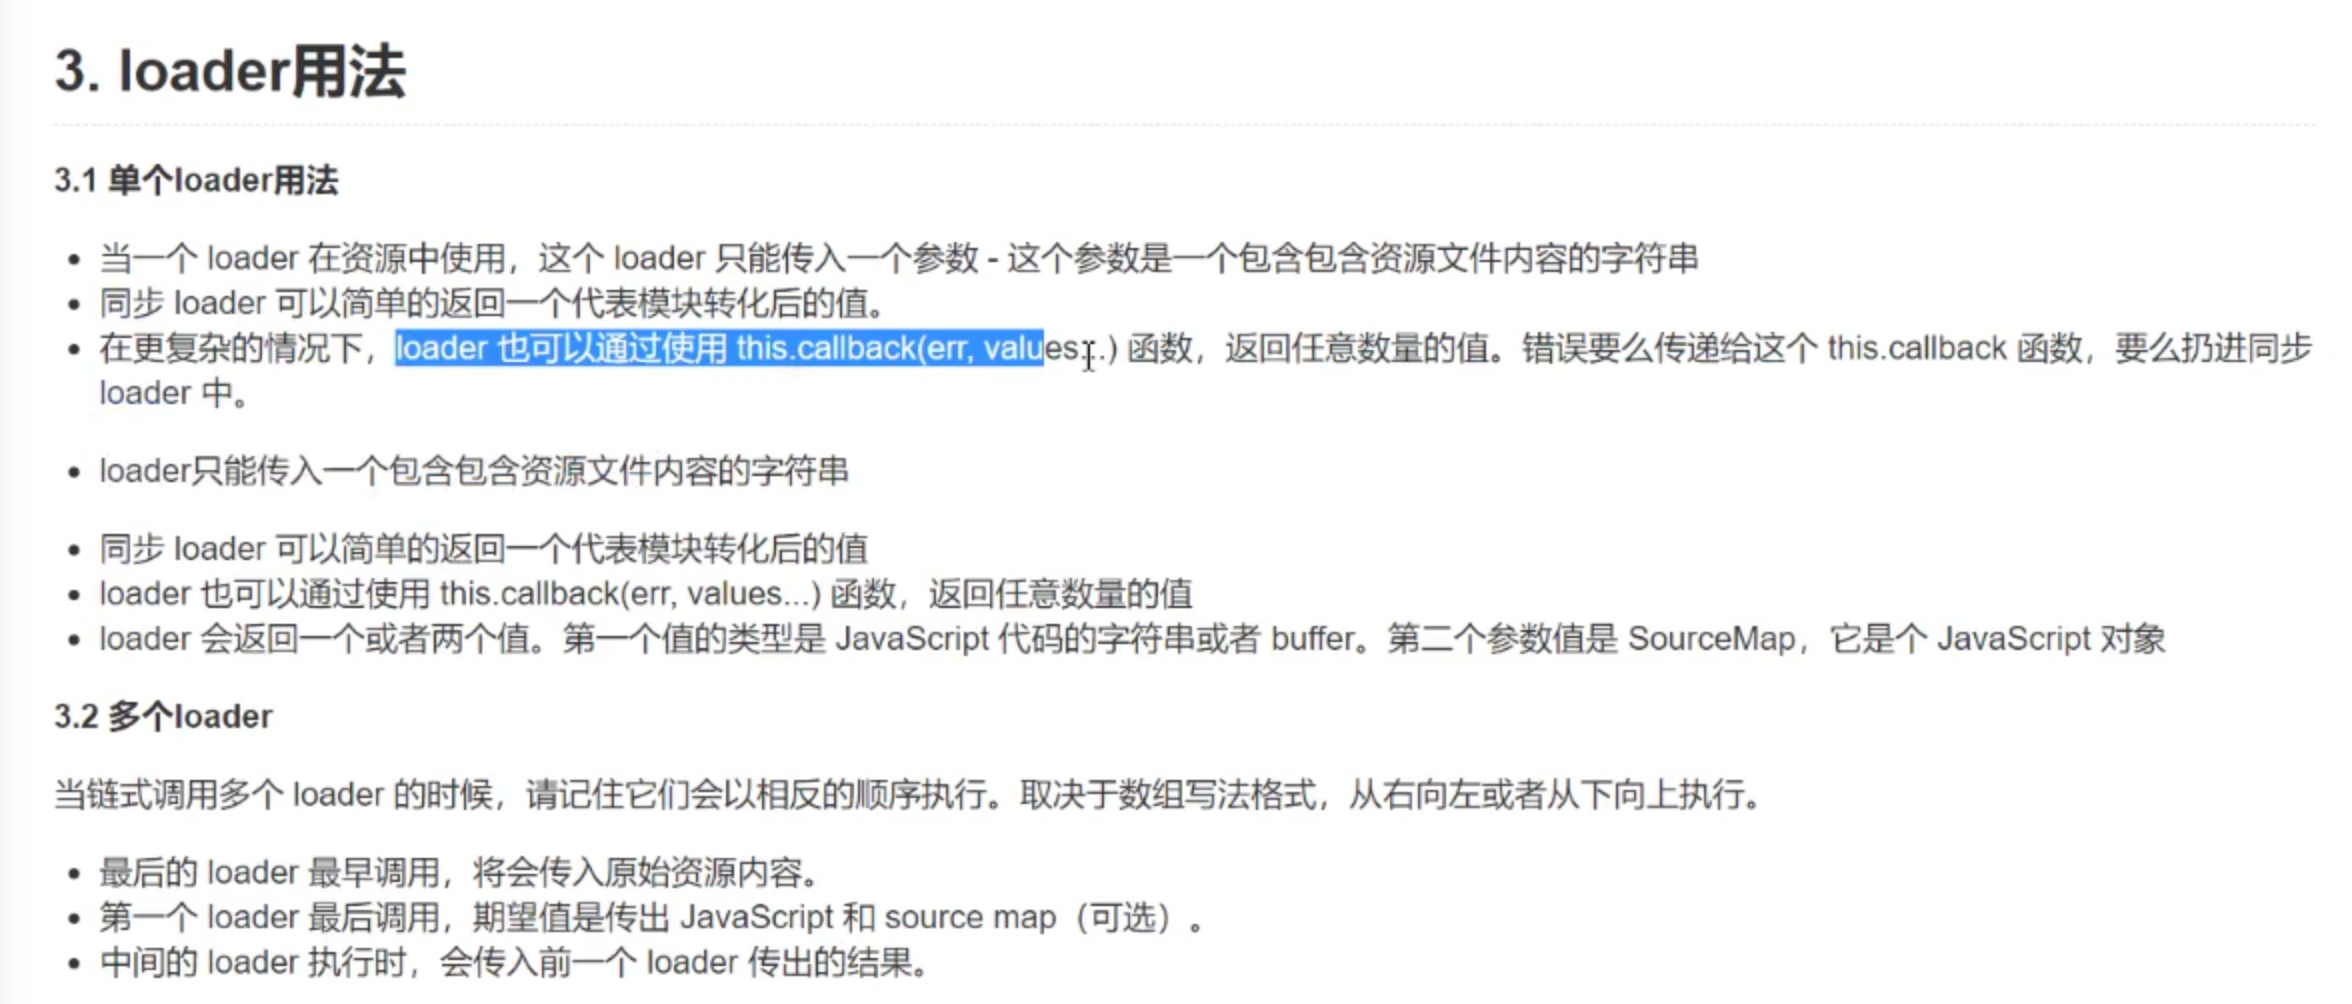 3. loader用法
3.1 单个loader用法
当一个 loader 在资源中使用，这个 loader 只能传入一个参数 - 这个参数是一个包含包含资源文件内容的字符串
同步 loader 可以简单的返回一个代表模块转化后的值。
在更复杂的情况下，loader 也可以通过使用 this.callback(err, values...) 函数，返回任意数量的值。错误要么传递给这个 this.callback 函数，要么扔进同步
loader 中。
loader只能传入一个包含包含资源文件内容的字符串
同步 loader 可以简单的返回一个代表模块转化后的值
loader 也可以通过使用 this.callback(err, values...) 函数，返回任意数量的值
loader 会返回一个或者两个值。第一个值的类型是 JavaScript 代码的字符串或者 buffer。第二个参数值是 SourceMap，它是个 JavaScript 对象
3.2 多个loader
当链式调用多个 loader 的时候，请记住它们会以相反的顺序执行。取决于数组写法格式，从右向左或者从下向上执行。
最后的 loader 最早调用，将会传入原始资源内容。
第一个 loader 最后调用，期望值是传出 JavaScript 和 source map（可选）。
中间的 loader 执行时，会传入前一个 loader 传出的结果。